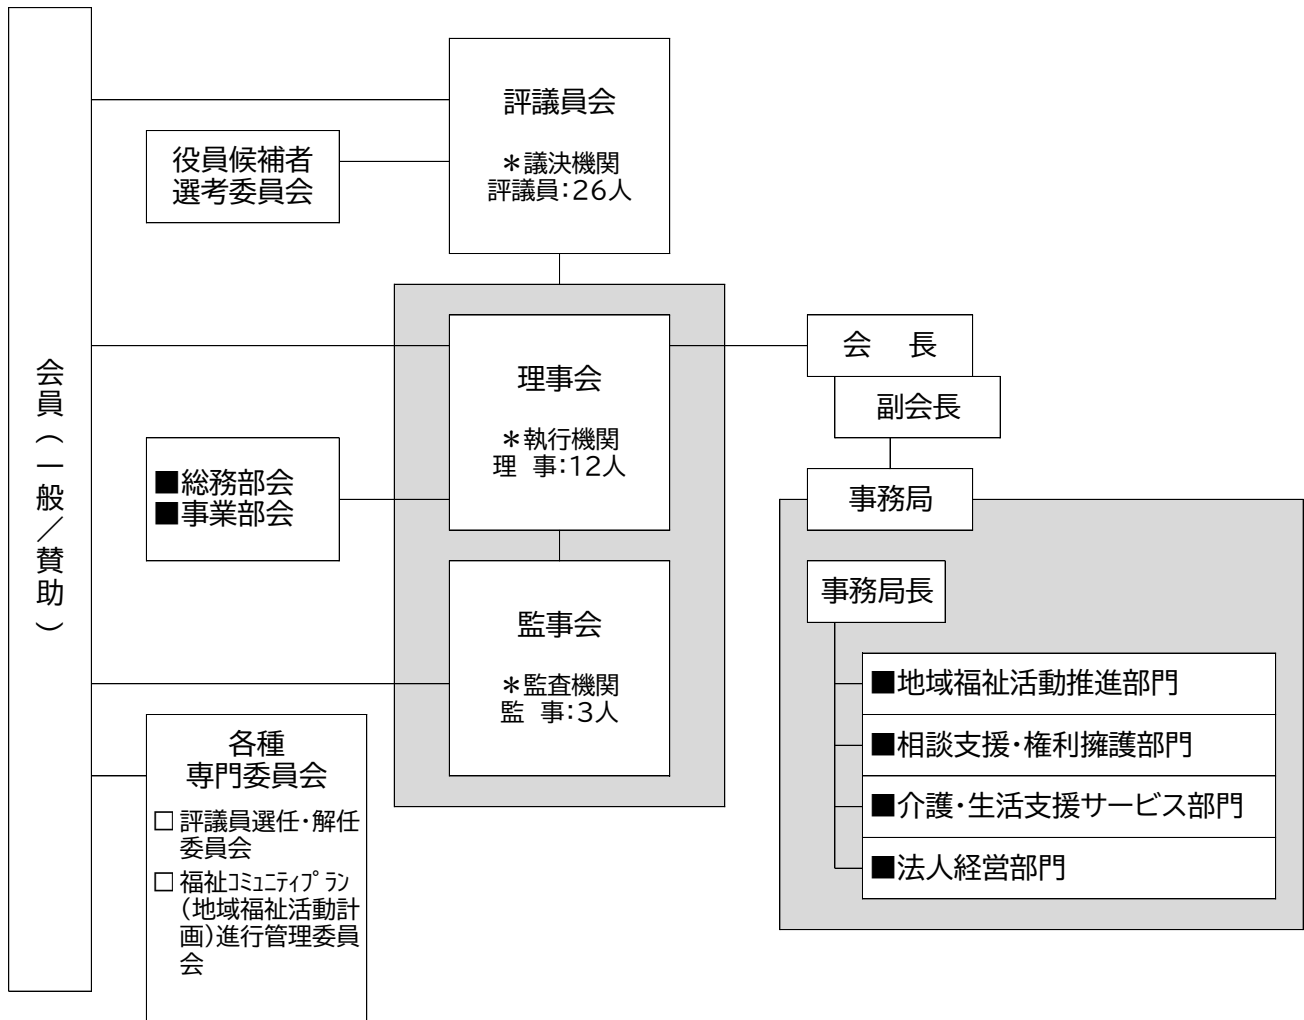 会員（一般／賛助）
評議員会
＊議決機関
評議員：26人
役員候補者
選考委員会
理事会
＊執行機関
理　事：12人
■総務部会
■事業部会
監事会
＊監査機関
監　事：3人
各種
専門委員会
□ 評議員選任・解任
委員会
□ 福祉ｺﾐｭﾆﾃｨﾌﾟﾗﾝ
（地域福祉活動計
画）進行管理委員
会
会　長
副会長
事務局
事務局長
■地域福祉活動推進部門
■相談支援・権利擁護部門
■介護・生活支援サービス部門
■法人経営部門